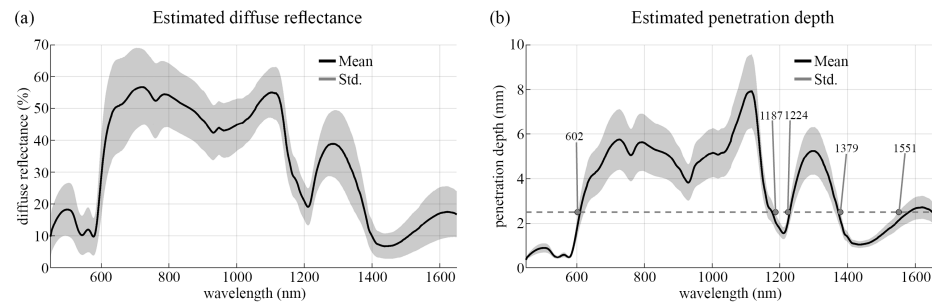 (a) Estimated diffuse reflectance
70
60
50
40
30
20
10
0
diffuse reflectance (%)
Mean
Std.
600 800 1000 1200 1400 1600
wavelength (nm)
(b) Estimated penetration depth
10
8
6
4
2
0
penetration depth (mm)
Mean
Std.
602
1187
1224
1379
1551
600 800 1000 1200 1400 1600
wavelength (nm)